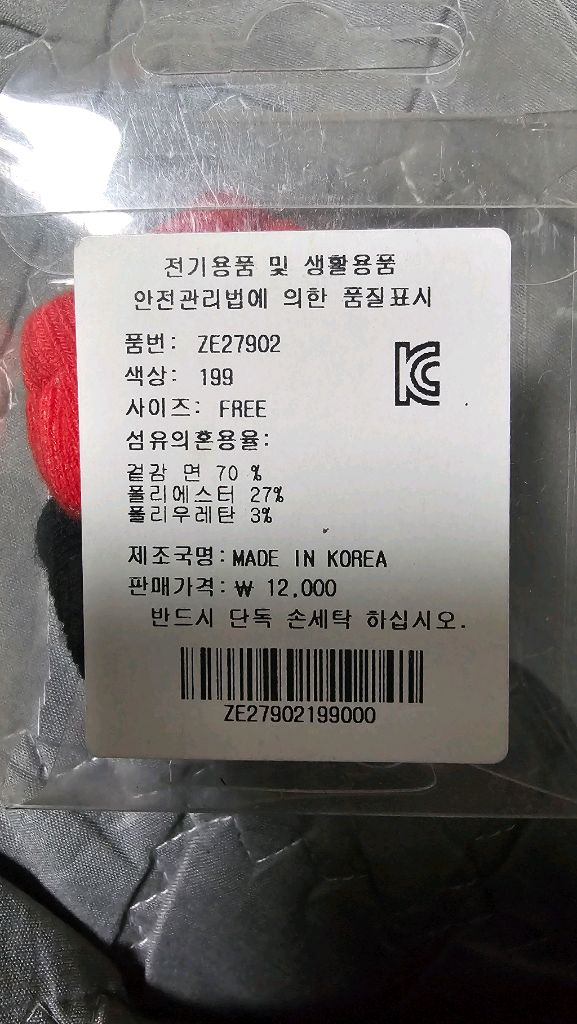 전기용품 및 생활용품
안전관리법에 의한 품질표시
품번: ZE27902
색상: 199
사이즈: FREE
섬유의혼용율:
겉감 면 70 %
폴리에스터 27%
폴리우레탄 3%
제조국명:MADE IN KOREA
판매가격:₩ 12,000
반드시 단독 손세탁 하십시오.
ZE27902199000
KC